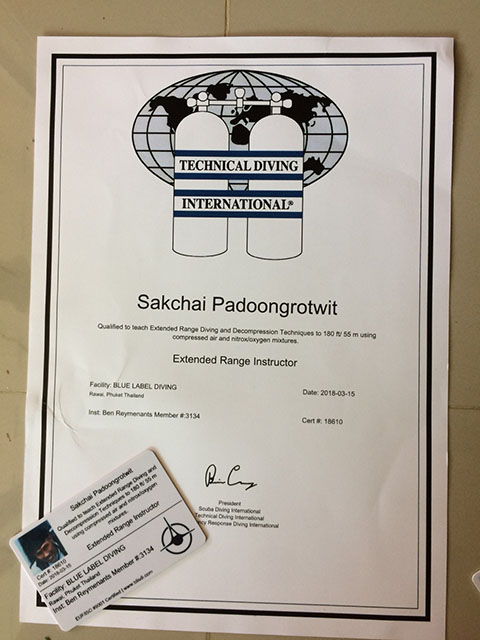 TECHNICAL DIVING
INTERNATIONAL®
Sakchai Padoongrotwit
Qualified to teach Extended Range Diving and Decompression Techniques to 180 ft/ 55 m using
compressed air and nitrox/oxygen mixtures.
Extended Range Instructor
Facility: BLUE LABEL DIVING
Rawai, Phuket Thailand
Date: 2018-03-15
Inst: Ben Reymenants Member #:3134
Cert #: 18610
President
Scuba Diving International
Technical Diving International
ncy Response Diving International
Sakchai Padoongrotwit
Qualified to teach Extended Range Diving and
Decompression Techniques to 180 ft/ 55 m
using compressed air and nitrox/oxygen
mixtures.
Extended Range Instructor
Cert #: 18610
Date: 2018-03-15
Facility: BLUE LABEL DIVING
Rawai, Phuket Thailand
Inst: Ben Reymenants Member #:3134